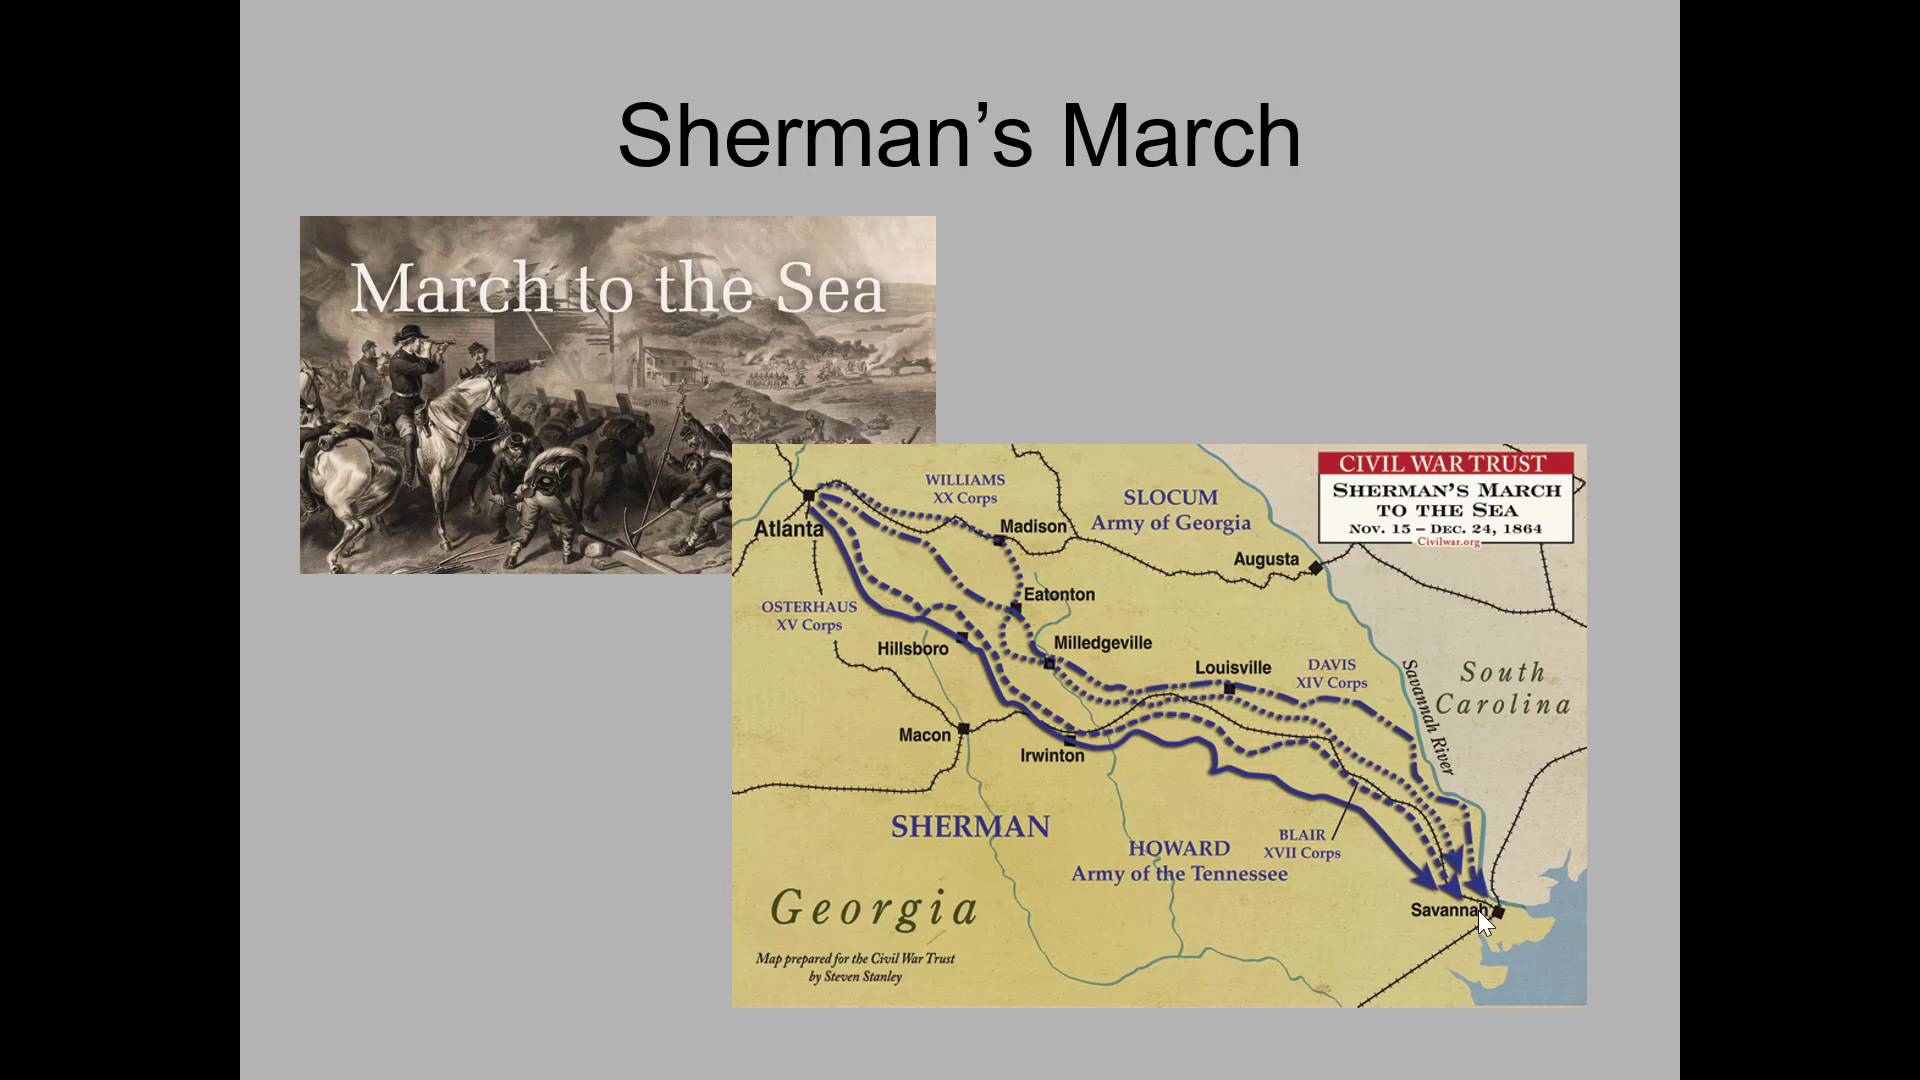 Sherman’s March
March to the Sea
CIVIL WAR TRUST
SHERMAN’S MARCH
TO THE SEA
NOV. 15 – DEC. 24, 1864
Civilwar.org
WILLIAMS
XX Corps
SLOCUM
Army of Georgia
Atlanta
Madison
Augusta
Eatonton
OSTERHAUS
XV Corps
Hillsboro
Milledgeville
Louisville
DAVIS
XIV Corps
Savannah River
South
Carolina
Macon
Irwinton
SHERMAN
HOWARD
Army of the Tennessee
BLAIR
XVII Corps
Georgia
Savannah
Map prepared for the Civil War Trust
by Steven Stanley